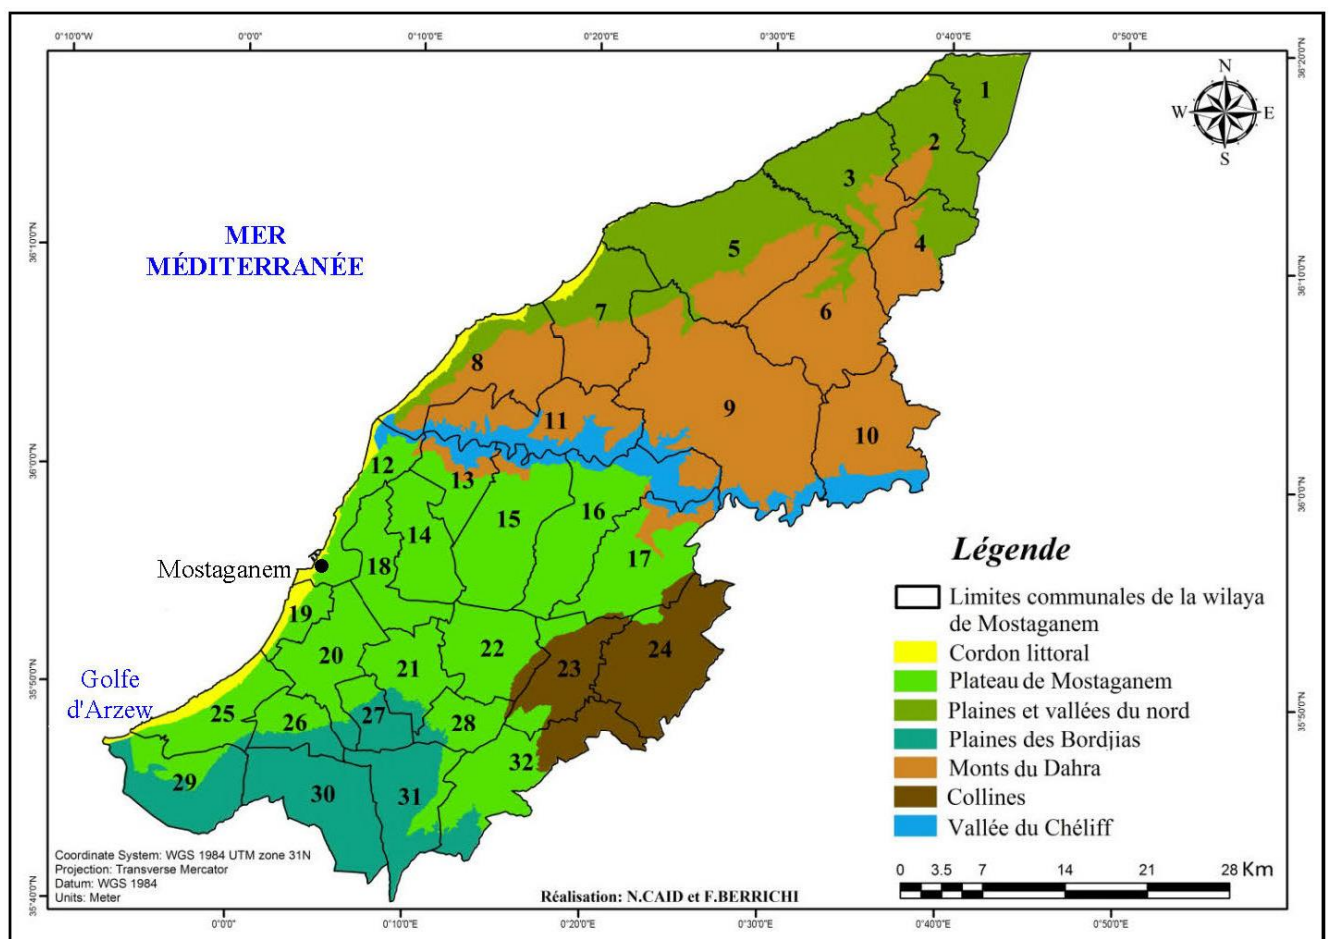 0°10'0"W 0°0'0" 0°10'0"E 0°20'0"E 0°30'0"E 0°40'0"E 0°50'0"E
36°20'0"N
N
W E
S
1
2
3
4
5
36°10'0"N
36°10'0"N
MER
MÉDITERRANÉE
6
7
8
9
10
11
36°0'0"N
36°0'0"N
12
13
14
15
16
17
18
Mostaganem
19
20
21
22
23
24
35°50'0"N
35°50'0"N
Golfe
d'Arzew
25
26
27
28
29
30
31
32
Légende
Limites communales de la wilaya
de Mostaganem
Cordon littoral
Plateau de Mostaganem
Plaines et vallées du nord
Plaines des Bordjias
Monts du Dahra
Collines
Vallée du Chéliff
0 3.5 7 14 21 28 Km
Coordinate System: WGS 1984 UTM zone 31N
Projection: Transverse Mercator
Datum: WGS 1984
Units: Meter
Réalisation: N.CAID et F.BERRICHI
35°40'0"N
0°0'0" 0°10'0"E 0°20'0"E 0°30'0"E 0°40'0"E 0°50'0"E